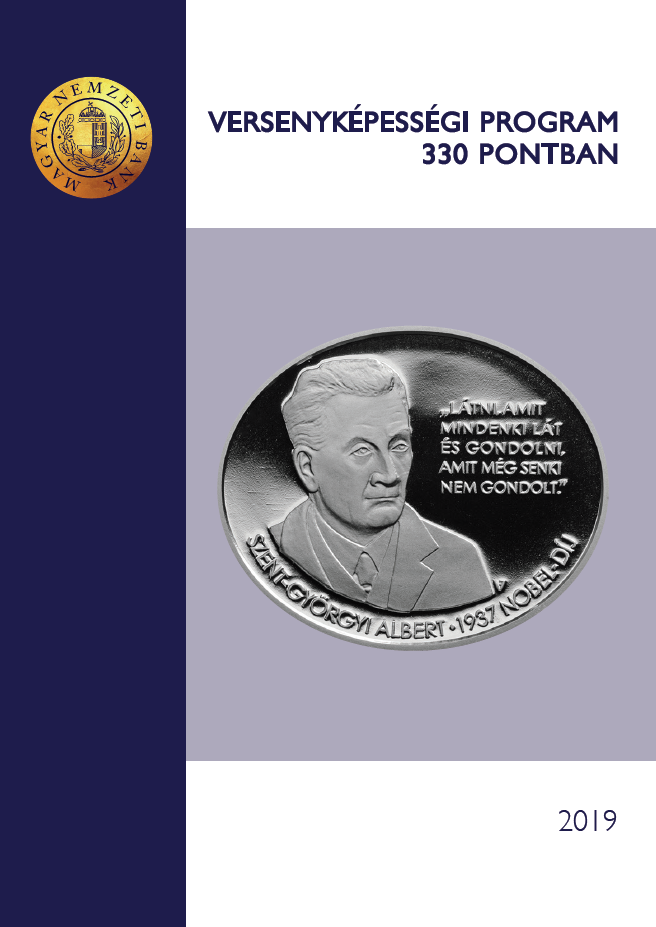 MAGYAR NEMZETI BANK
VERSENYKÉPESSÉGI PROGRAM
330 PONTBAN
„LÁTNI, AMIT
MINDENKI LÁT
ÉS GONDOLNI,
AMIT MÉG SENKI
NEM GONDOLT.”
SZENT-GYÖRGYI ALBERT • 1937 NOBEL-DÍJ
2019